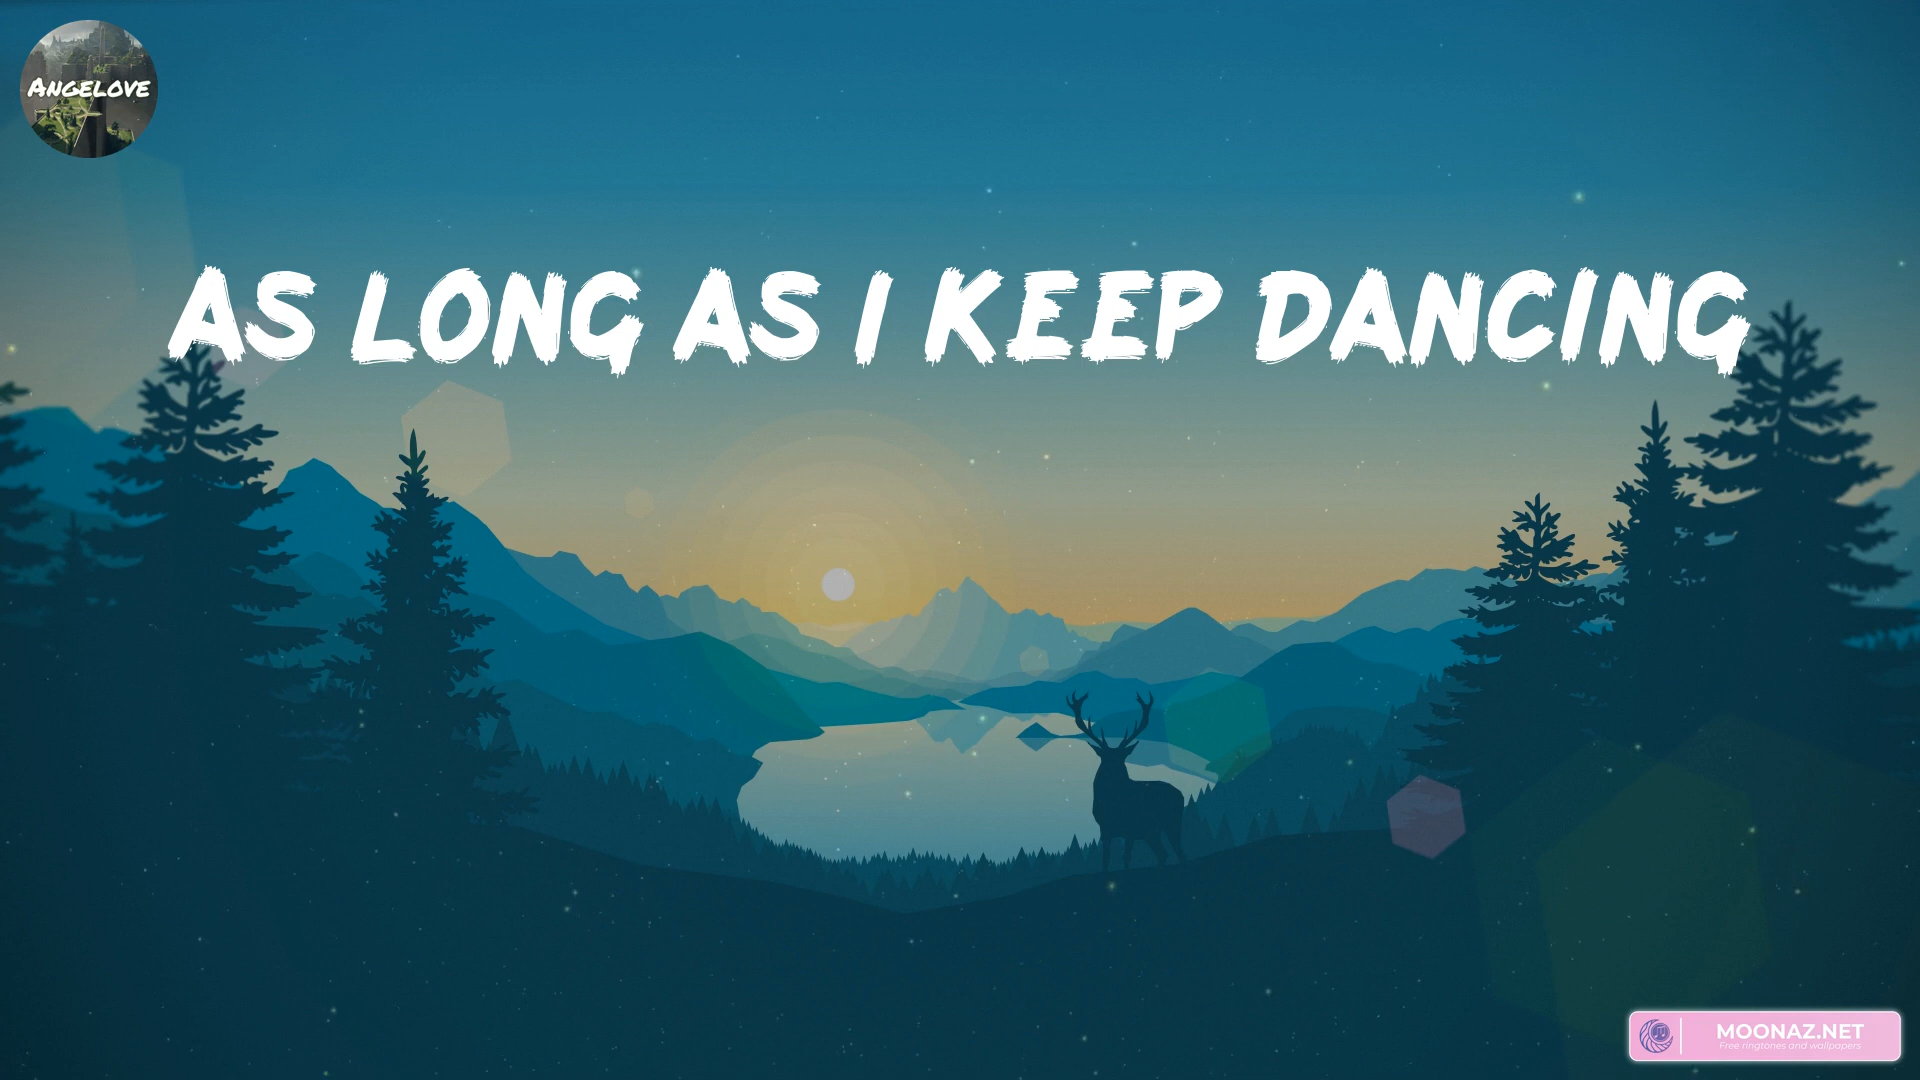 ANGELOVE
AS LONG AS I KEEP DANCING
MOONAZ.NET
Free ringtones and wallpapers